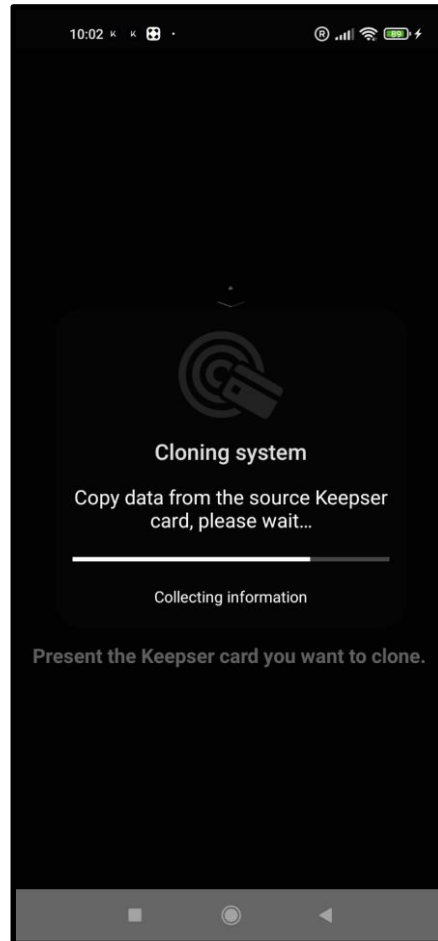 10:02 K K
R 89
Cloning system
Copy data from the source Keepser
card, please wait...
Collecting information
Present the Keepser card you want to clone.